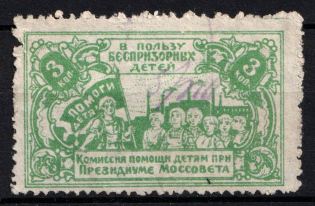 В ПОЛЬЗУ
БЕСПРИЗОРНЫХ
ДЕТЕЙ
3 КОП.
3 КОП.
ПОМОГИ
КОМИССИЯ ПОМОЩИ ДЕТЯМ ПРИ
ПРЕЗИДИУМЕ МОССОВЕТА